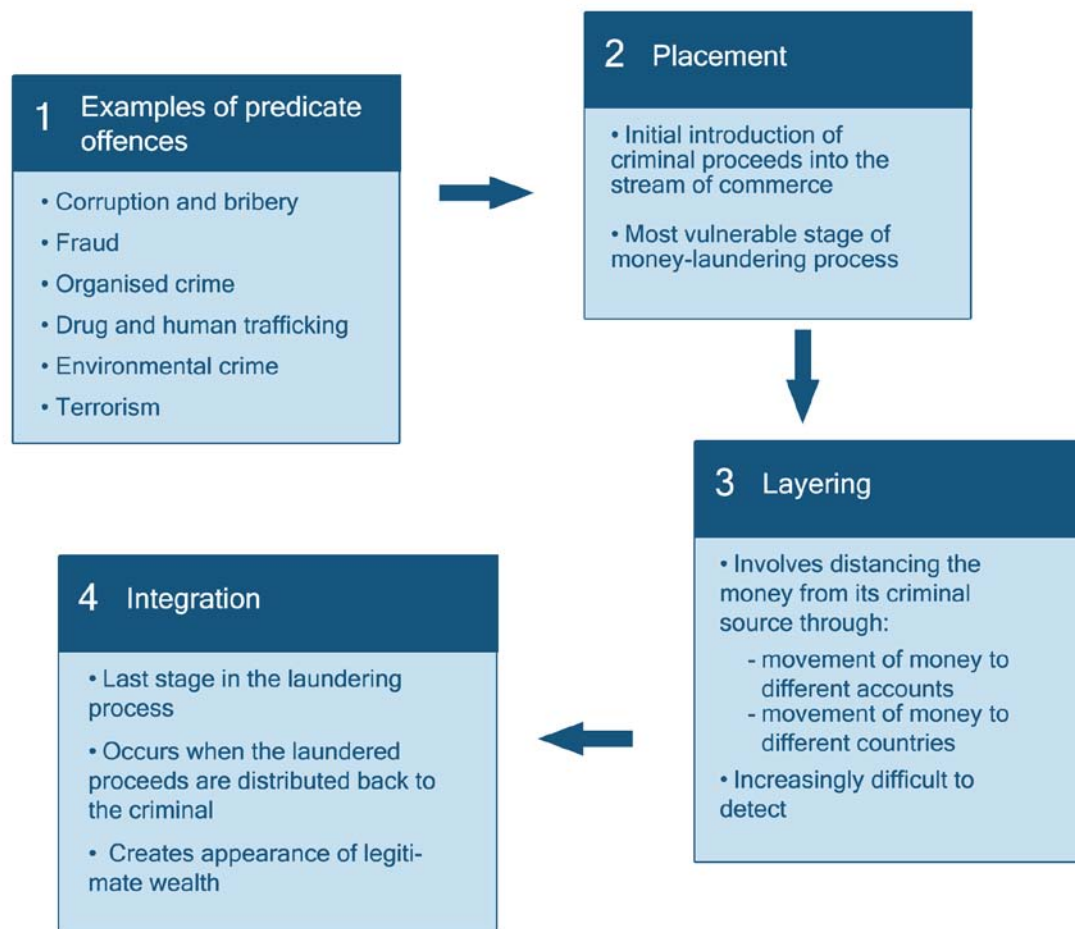 1 Examples of predicate
offences
• Corruption and bribery
• Fraud
• Organised crime
• Drug and human trafficking
• Environmental crime
• Terrorism
2 Placement
• Initial introduction of
criminal proceeds into the
stream of commerce
• Most vulnerable stage of
money-laundering process
3 Layering
• Involves distancing the
money from its criminal
source through:
- movement of money to
different accounts
- movement of money to
different countries
• Increasingly difficult to
detect
4 Integration
• Last stage in the laundering
process
• Occurs when the laundered
proceeds are distributed back to
the criminal
• Creates appearance of legiti-
mate wealth